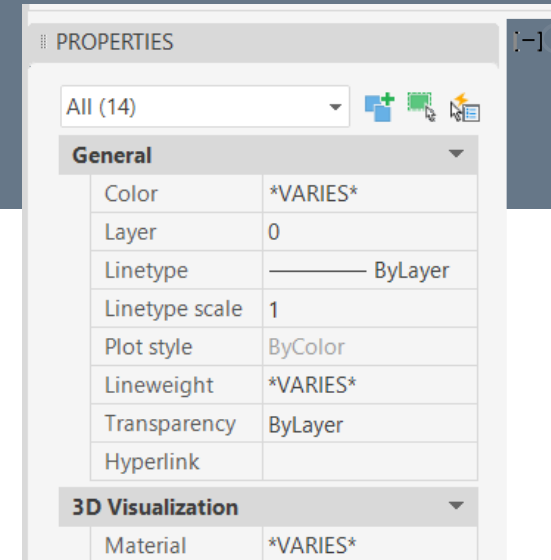 PROPERTIES
[−]
All (14)
General
Color *VARIES*
Layer 0
Linetype ByLayer
Linetype scale 1
Plot style ByColor
Lineweight *VARIES*
Transparency ByLayer
Hyperlink
3D Visualization
Material *VARIES*